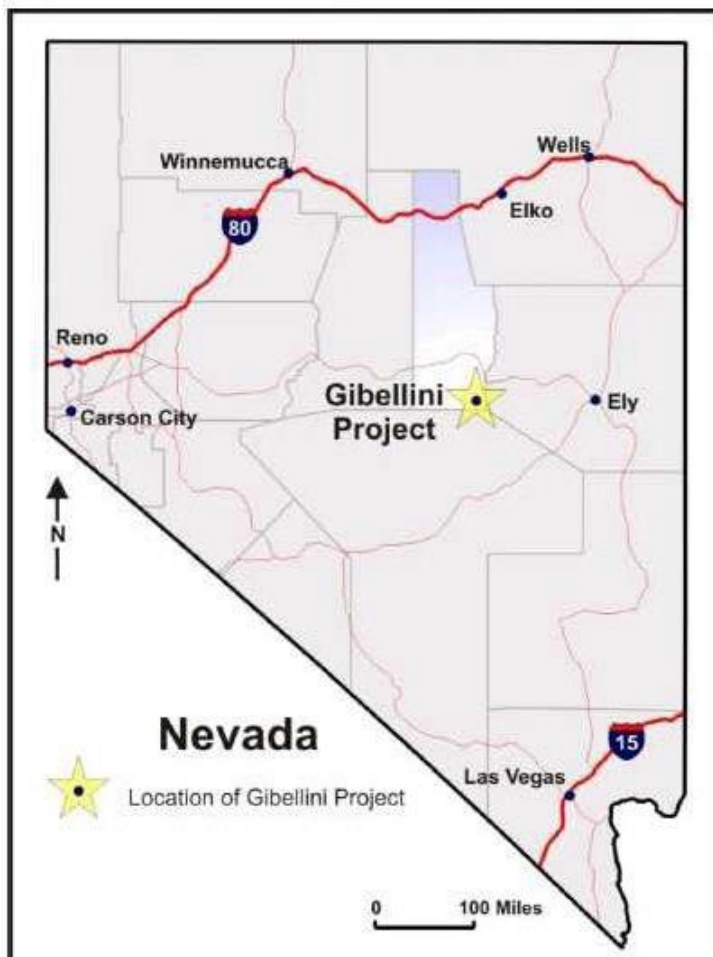 Wells
Winnemucca
Elko
80
Reno
Gibellini
Project
Ely
Carson City
N
Nevada
15
Las Vegas
Location of Gibellini Project
0 100 Miles